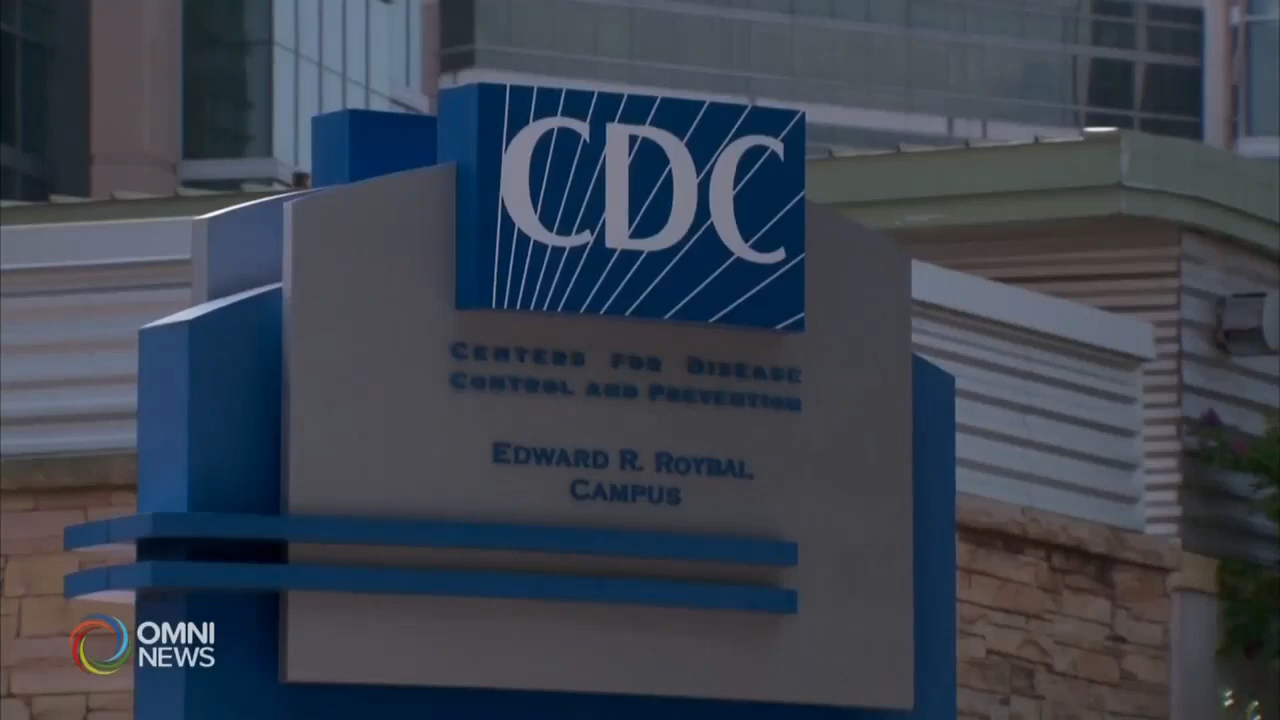 CDC
CENTERS FOR DISEASE
CONTROL AND PREVENTION
EDWARD R. ROYBAL
CAMPUS
OMNI
NEWS